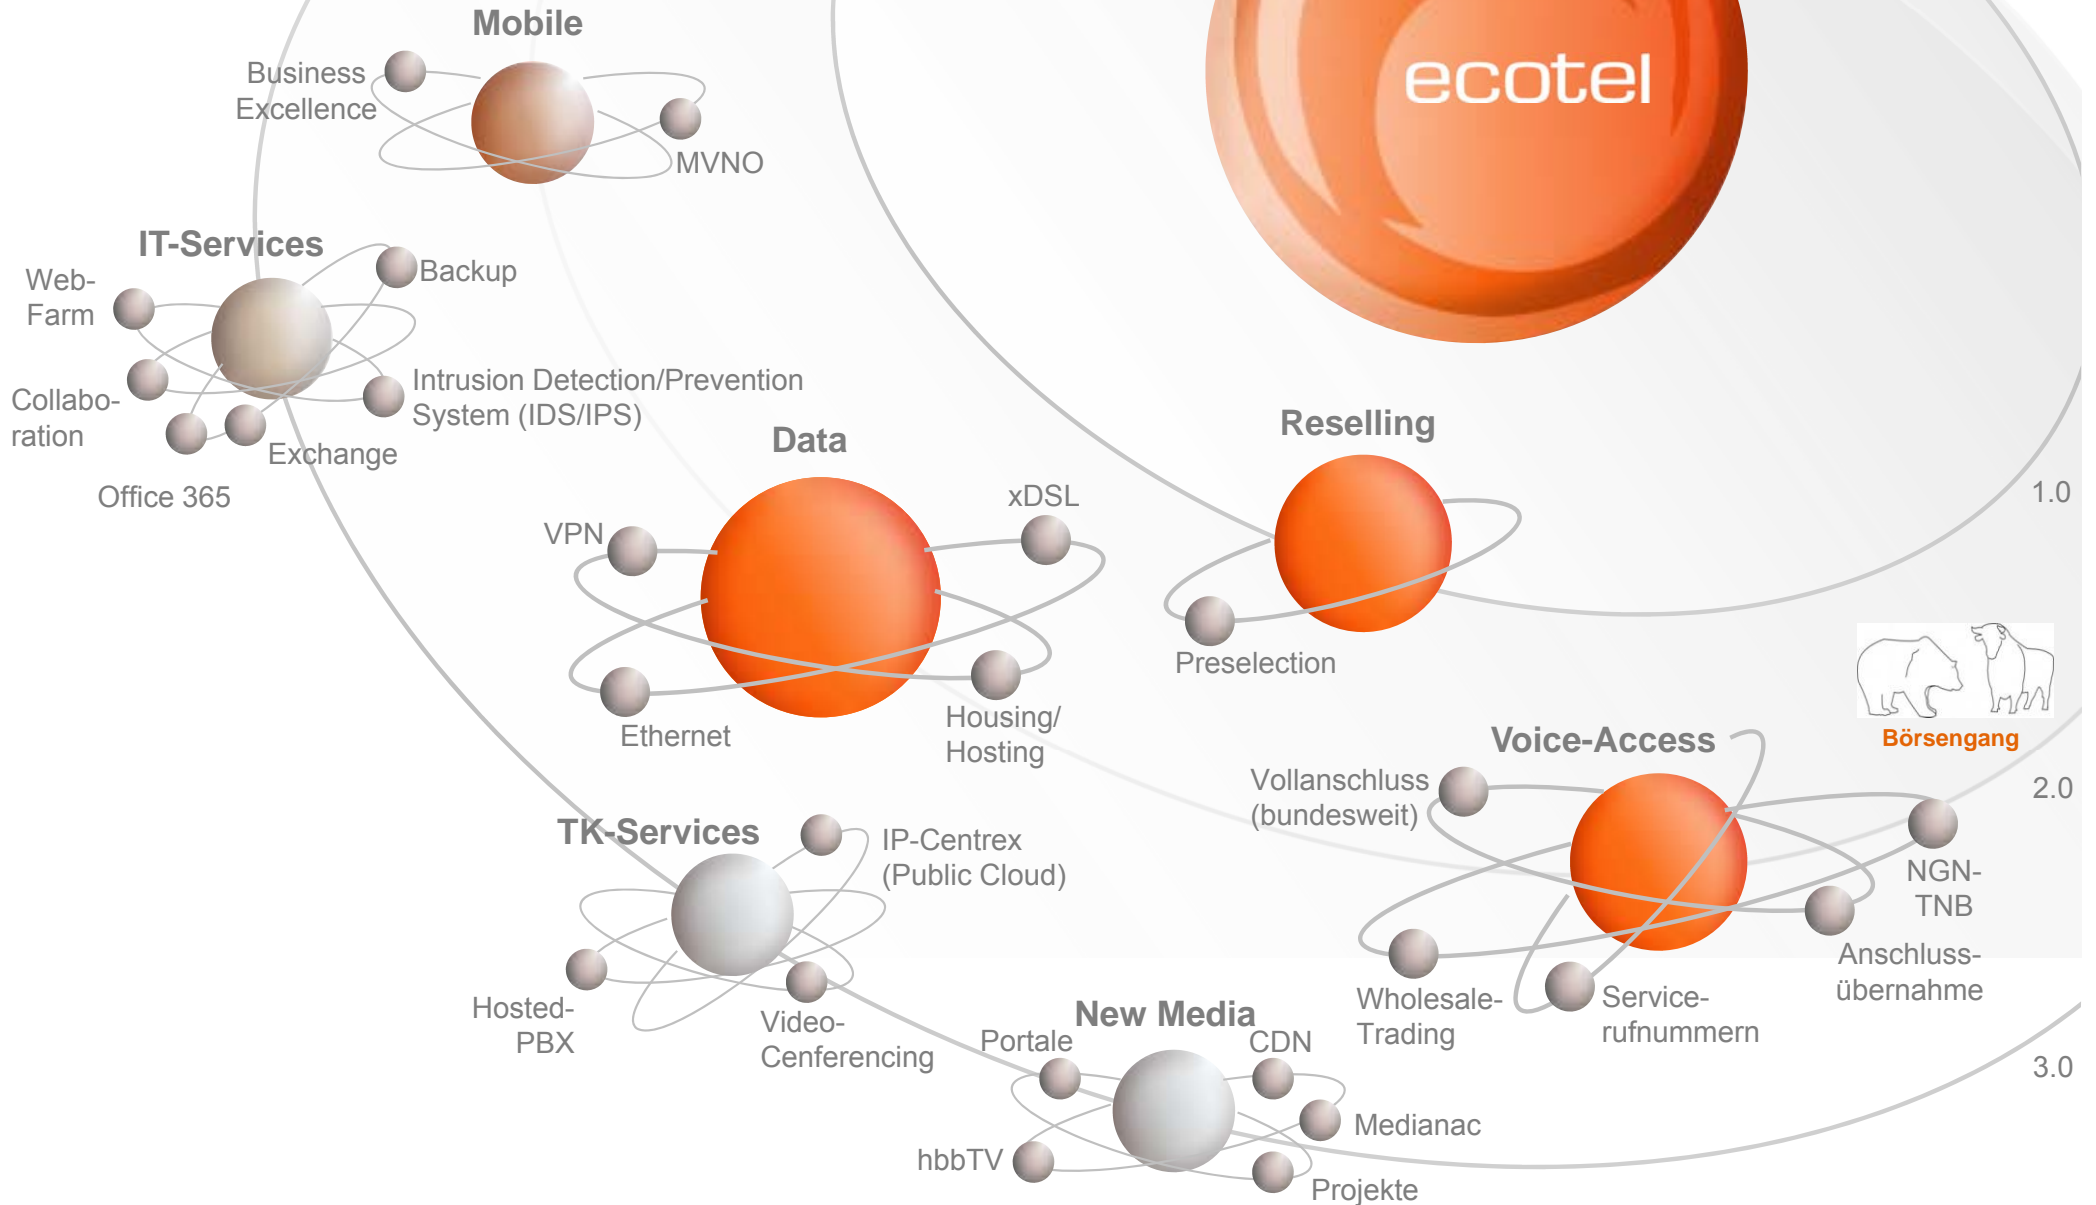 Mobile
Business
Excellence
MVNO
ecotel
IT-Services
Web-
Farm
Backup
Collabo-
ration
Intrusion Detection/Prevention
System (IDS/IPS)
Exchange
Office 365
Data
VPN
xDSL
Ethernet
Housing/
Hosting
Reselling
Preselection
1.0
Börsengang
Voice-Access
Vollanschluss
(bundesweit)
2.0
NGN-
TNB
Anschluss-
übernahme
Wholesale-
Trading
Service-
rufnummern
TK-Services
IP-Centrex
(Public Cloud)
Hosted-
PBX
Video-
Cenferencing
New Media
Portale
CDN
Medianac
hbbTV
Projekte
3.0